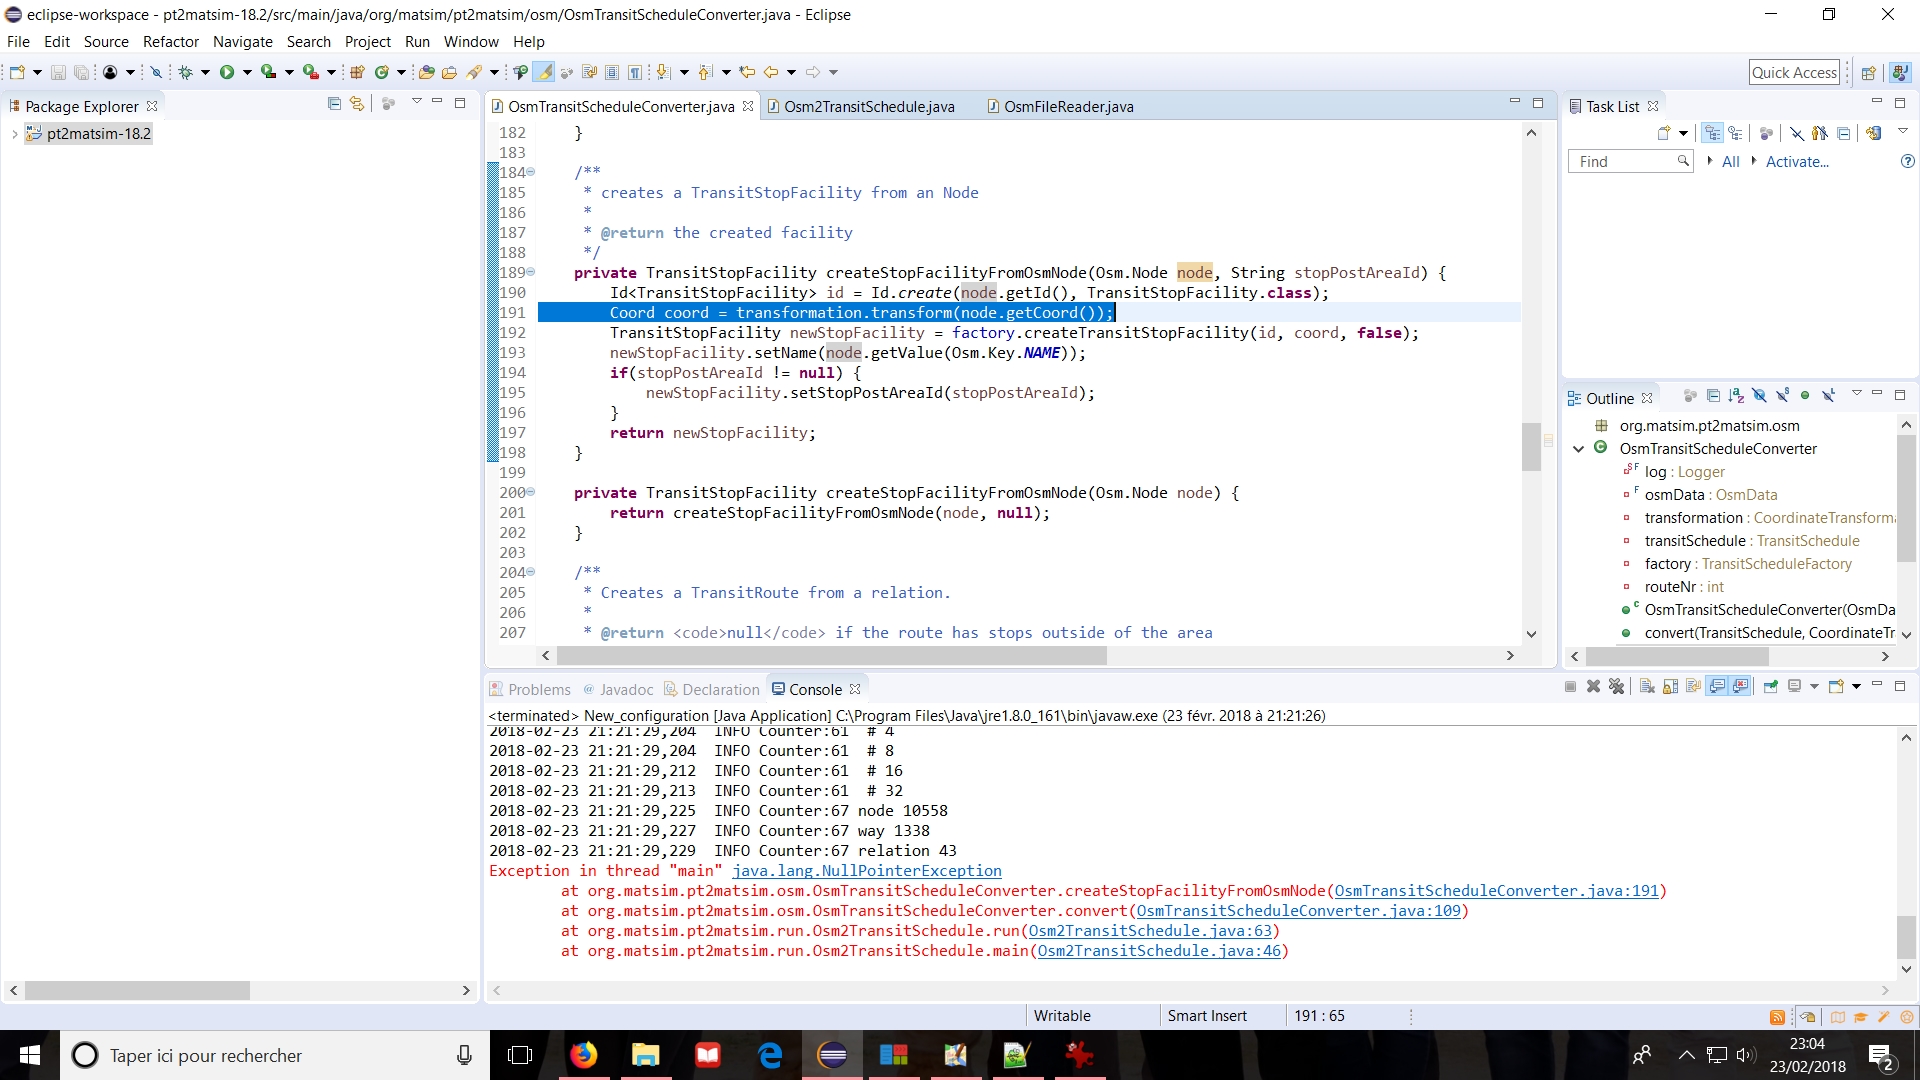 eclipse-workspace - pt2matsim-18.2/src/main/java/org/matsim/pt2matsim/osm/OsmTransitScheduleConverter.java - Eclipse
File Edit Source Refactor Navigate Search Project Run Window Help
Quick Access
Package Explorer
pt2matsim-18.2
OsmTransitScheduleConverter.java Osm2TransitSchedule.java OsmFileReader.java
182 }
183
184 /**
185 * creates a TransitStopFacility from an Node
186 *
187 * @return the created facility
188 */
189 private TransitStopFacility createStopFacilityFromOsmNode(Osm.Node node, String stopPostAreaId) {
190 Id<TransitStopFacility> id = Id.create(node.getId(), TransitStopFacility.class);
191 Coord coord = transformation.transform(node.getCoord());
192 TransitStopFacility newStopFacility = factory.createTransitStopFacility(id, coord, false);
193 newStopFacility.setName(node.getValue(Osm.Key.NAME));
194 if(stopPostAreaId != null) {
195 newStopFacility.setStopPostAreaId(stopPostAreaId);
196 }
197 return newStopFacility;
198 }
199
200 private TransitStopFacility createStopFacilityFromOsmNode(Osm.Node node) {
201 return createStopFacilityFromOsmNode(node, null);
202 }
203
204 /**
205 * Creates a TransitRoute from a relation.
206 *
207 * @return <code>null</code> if the route has stops outside of the area
Task List
Find All Activate...
Outline
org.matsim.pt2matsim.osm
OsmTransitScheduleConverter
log : Logger
osmData : OsmData
transformation : CoordinateTransforma
transitSchedule : TransitSchedule
factory : TransitScheduleFactory
routeNr : int
OsmTransitScheduleConverter(OsmDa
convert(TransitSchedule, CoordinateTr
Problems @ Javadoc Declaration Console
<terminated> New_configuration [Java Application] C:\Program Files\Java\jre1.8.0_161\bin\javaw.exe (23 févr. 2018 à 21:21:26)
2018-02-23 21:21:29,204 INFO Counter:61 # 4
2018-02-23 21:21:29,204 INFO Counter:61 # 8
2018-02-23 21:21:29,212 INFO Counter:61 # 16
2018-02-23 21:21:29,213 INFO Counter:61 # 32
2018-02-23 21:21:29,225 INFO Counter:67 node 10558
2018-02-23 21:21:29,227 INFO Counter:67 way 1338
2018-02-23 21:21:29,229 INFO Counter:67 relation 43
Exception in thread "main" java.lang.NullPointerException
at org.matsim.pt2matsim.osm.OsmTransitScheduleConverter.createStopFacilityFromOsmNode(OsmTransitScheduleConverter.java:191)
at org.matsim.pt2matsim.osm.OsmTransitScheduleConverter.convert(OsmTransitScheduleConverter.java:109)
at org.matsim.pt2matsim.run.Osm2TransitSchedule.run(Osm2TransitSchedule.java:63)
at org.matsim.pt2matsim.run.Osm2TransitSchedule.main(Osm2TransitSchedule.java:46)
Writable Smart Insert 191 : 65
Taper ici pour rechercher
23:04
23/02/2018
2